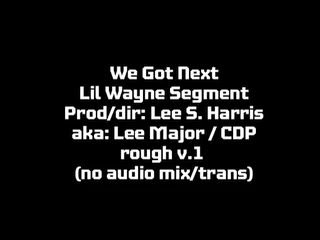 We Got Next
Lil Wayne Segment
Prod/dir: Lee S. Harris
aka: Lee Major / CDP
rough v.1
(no audio mix/trans)